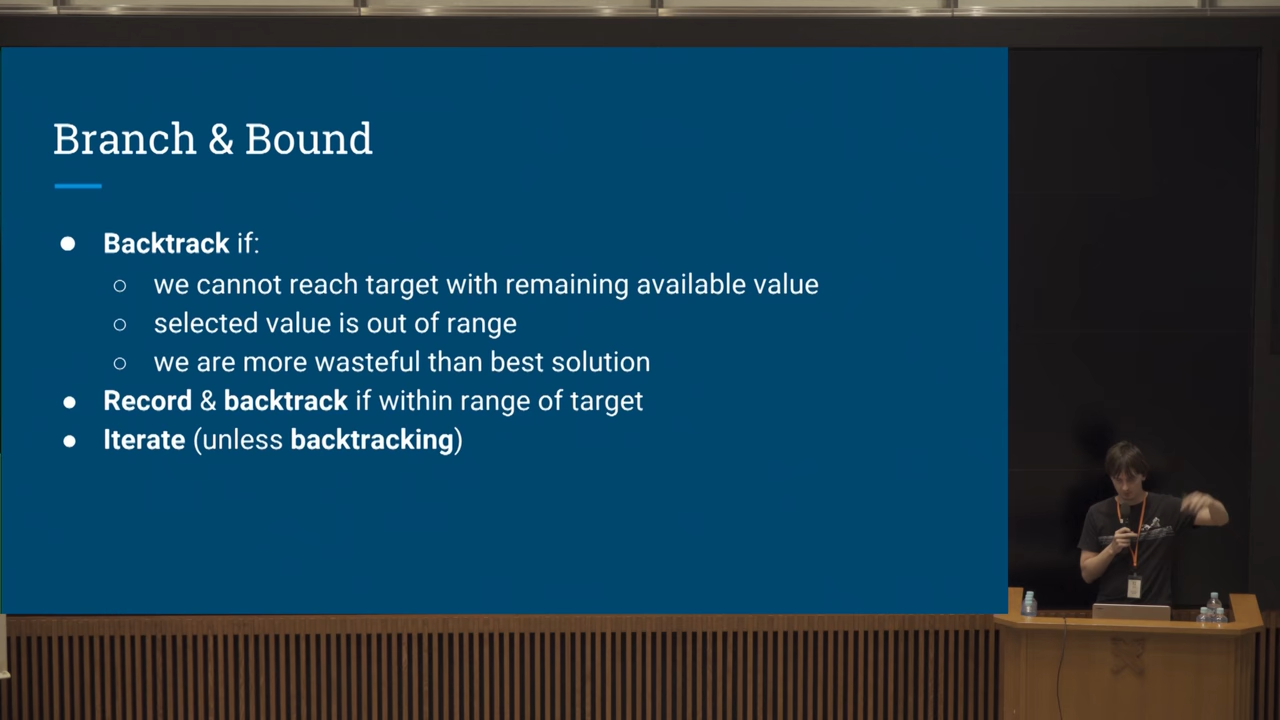 Branch & Bound
● Backtrack if:
○ we cannot reach target with remaining available value
○ selected value is out of range
○ we are more wasteful than best solution
● Record & backtrack if within range of target
● Iterate (unless backtracking)